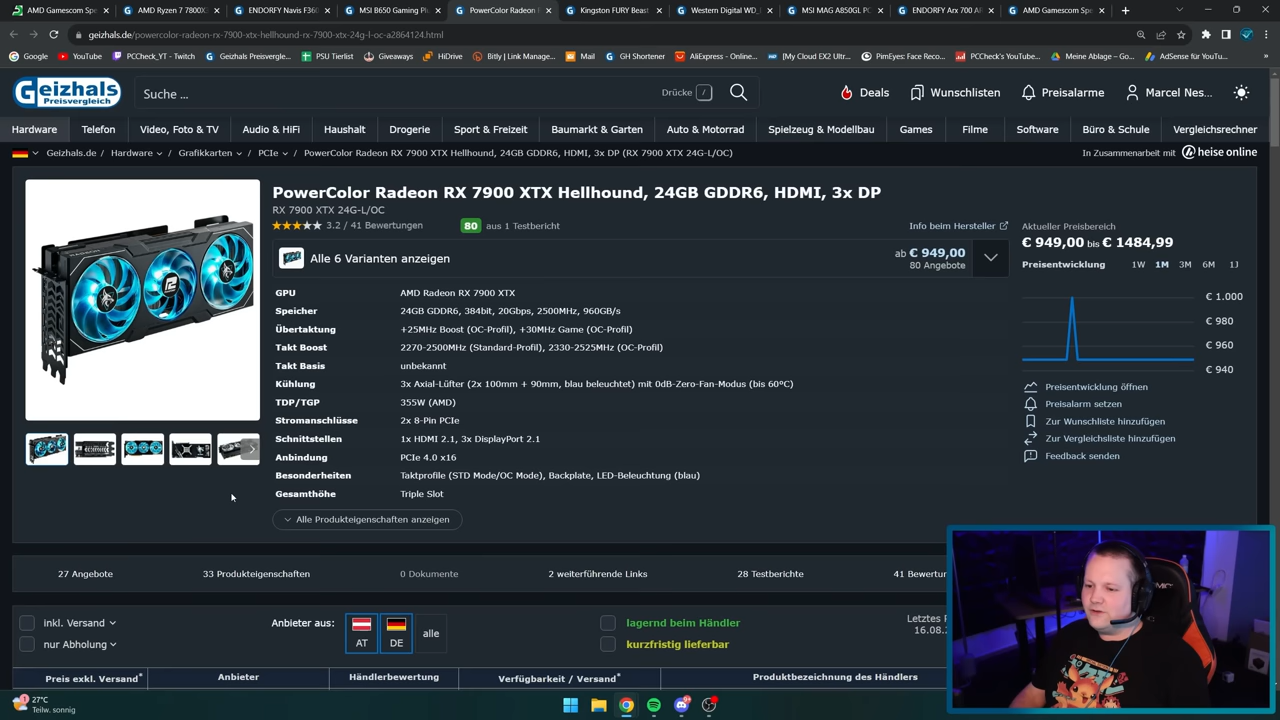 AMD Gamescom Spe
AMD Ryzen 7 7800X
ENDORFY Navis F360
MSI B650 Gaming Pl
PowerColor Radeon
Kingston FURY Beast
Western Digital WD_
MSI MAG A850GL PC
ENDORFY Arx 700 AR
AMD Gamescom Spe
geizhals.de/powercolor-radeon-rx-7900-xtx-hellhound-rx-7900-xtx-24g-l-oc-a2864124.html
Google
YouTube
PCCheck_YT - Twitch
Geizhals Preisvergle...
PSU Tierlist
Giveaways
HiDrive
Bitly | Link Manage...
Mail
GH Shortener
AliExpress - Online...
[My Cloud EX2 Ultr...
PimEyes: Face Reco...
PCCheck's YouTube...
Meine Ablage – Go...
AdSense für YouTu...
Geizhals
Preisvergleich
Suche ...
Drücke /
Deals
Wunschlisten
Preisalarme
Marcel Nes...
Hardware
Telefon
Video, Foto & TV
Audio & HiFi
Haushalt
Drogerie
Sport & Freizeit
Baumarkt & Garten
Auto & Motorrad
Spielzeug & Modellbau
Games
Filme
Software
Büro & Schule
Vergleichsrechner
Geizhals.de / Hardware / Grafikkarten / PCIe / PowerColor Radeon RX 7900 XTX Hellhound, 24GB GDDR6, HDMI, 3x DP (RX 7900 XTX 24G-L/OC)
In Zusammenarbeit mit heise online
PowerColor Radeon RX 7900 XTX Hellhound, 24GB GDDR6, HDMI, 3x DP
RX 7900 XTX 24G-L/OC
3.2 / 41 Bewertungen
80 aus 1 Testbericht
Info beim Hersteller
Alle 6 Varianten anzeigen
ab € 949,00
80 Angebote
GPU AMD Radeon RX 7900 XTX
Speicher 24GB GDDR6, 384bit, 20Gbps, 2500MHz, 960GB/s
Übertaktung +25MHz Boost (OC-Profil), +30MHz Game (OC-Profil)
Takt Boost 2270-2500MHz (Standard-Profil), 2330-2525MHz (OC-Profil)
Takt Basis unbekannt
Kühlung 3x Axial-Lüfter (2x 100mm + 90mm, blau beleuchtet) mit 0dB-Zero-Fan-Modus (bis 60°C)
TDP/TGP 355W (AMD)
Stromanschlüsse 2x 8-Pin PCIe
Schnittstellen 1x HDMI 2.1, 3x DisplayPort 2.1
Anbindung PCIe 4.0 x16
Besonderheiten Taktprofile (STD Mode/OC Mode), Backplate, LED-Beleuchtung (blau)
Gesamthöhe Triple Slot
Alle Produkteigenschaften anzeigen
Aktueller Preisbereich
€ 949,00 bis € 1484,99
Preisentwicklung 1W 1M 3M 6M 1J
€ 1.000
€ 980
€ 960
€ 940
Preisentwicklung öffnen
Preisalarm setzen
Zur Wunschliste hinzufügen
Zur Vergleichsliste hinzufügen
Feedback senden
27 Angebote
33 Produkteigenschaften
0 Dokumente
2 weiterführende Links
28 Testberichte
41 Bewertu
inkl. Versand
nur Abholung
Anbieter aus:
AT
DE
alle
lagernd beim Händler
kurzfristig lieferbar
Letztes
16.08.
Preis exkl. Versand*
Anbieter
Händlerbewertung
Verfügbarkeit / Versand*
Produktbezeichnung des Händlers
27°C
Teilw. sonnig